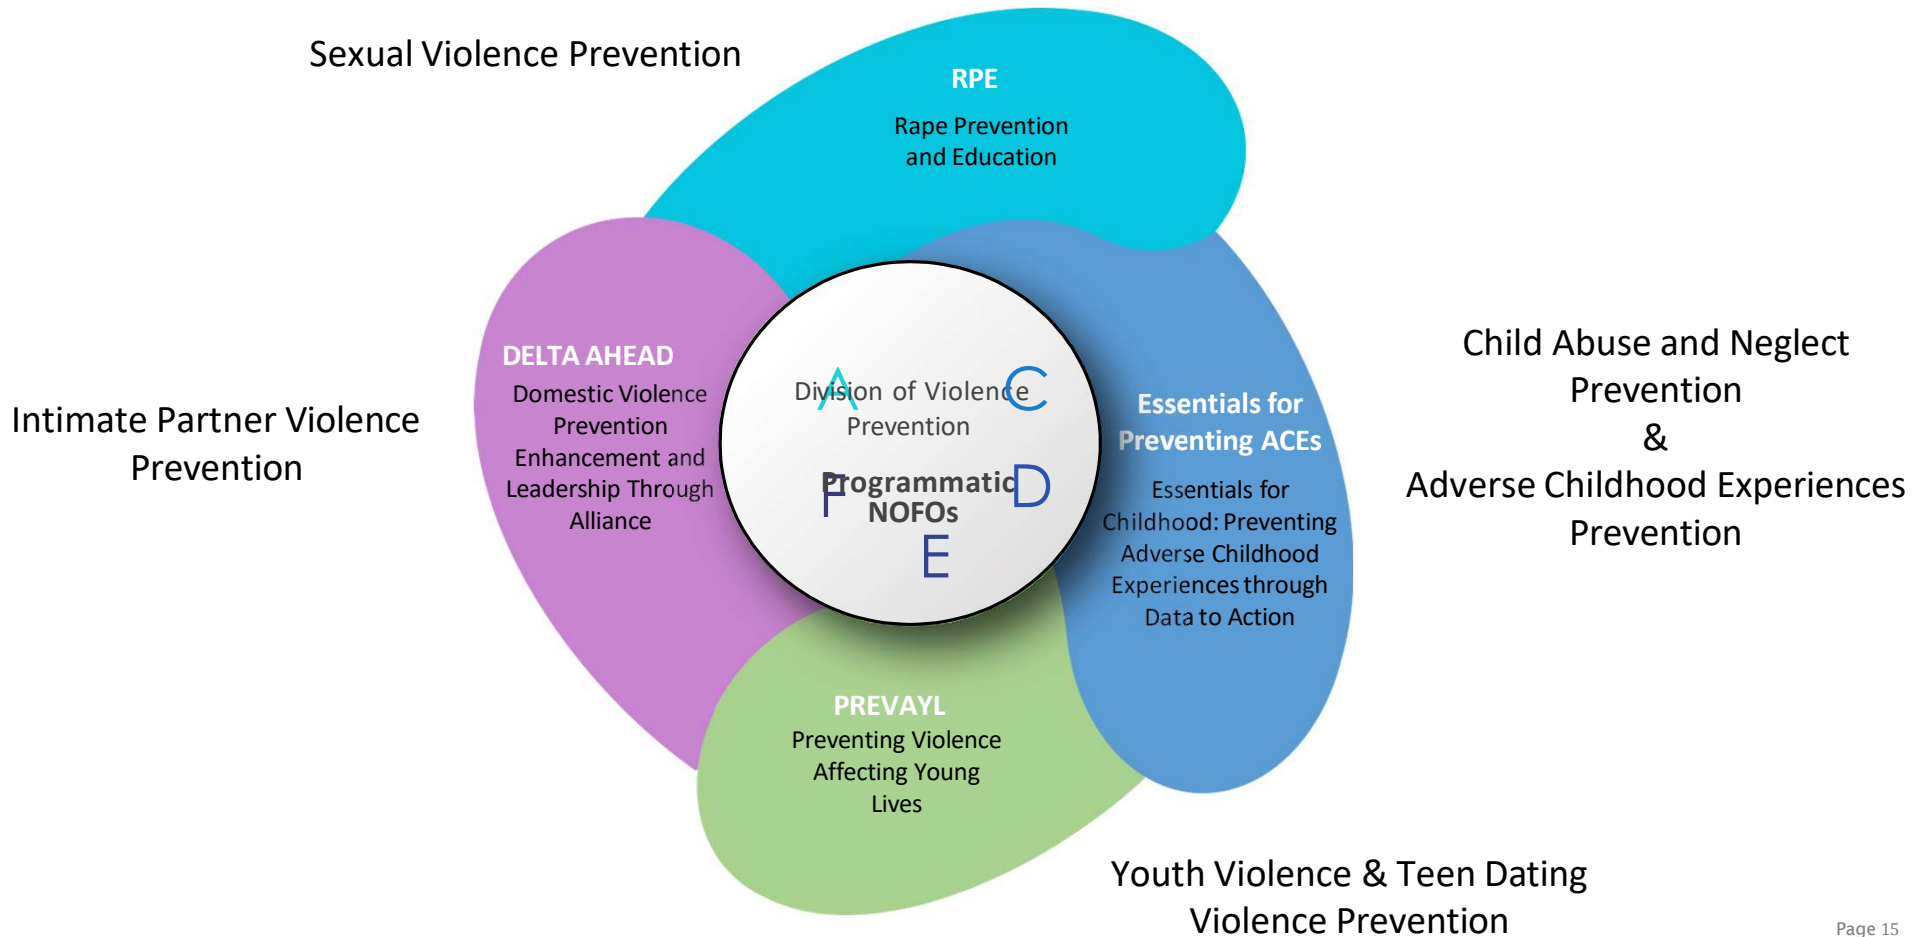 Sexual Violence Prevention
RPE
Rape Prevention
and Education
DELTA AHEAD
Domestic Violence
Prevention
Enhancement and
Leadership Through
Alliance
Intimate Partner Violence
Prevention
Division of Violence
Prevention
Programmatic
NOFOs
A
C
F
D
E
Essentials for
Preventing ACEs
Essentials for
Childhood: Preventing
Adverse Childhood
Experiences through
Data to Action
Child Abuse and Neglect
Prevention
&
Adverse Childhood Experiences
Prevention
PREVAYL
Preventing Violence
Affecting Young
Lives
Youth Violence & Teen Dating
Violence Prevention
Page 15